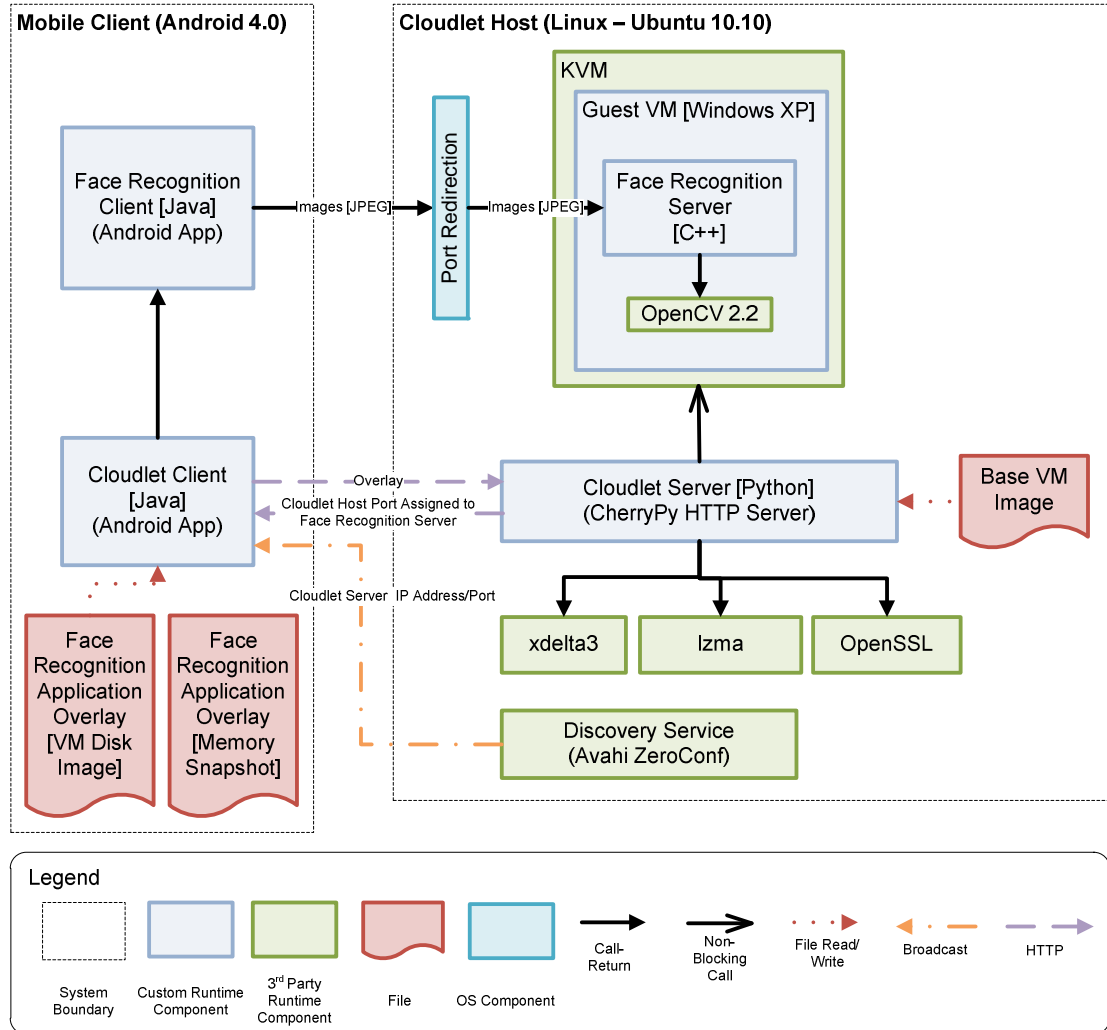 Mobile Client (Android 4.0)
Cloudlet Host (Linux – Ubuntu 10.10)
KVM
Guest VM [Windows XP]
Face Recognition
Client [Java]
(Android App)
Images [JPEG]
Port Redirection
Images [JPEG]
Face Recognition
Server
[C++]
OpenCV 2.2
Cloudlet Client
[Java]
(Android App)
Overlay
Cloudlet Host Port Assigned to
Face Recognition Server
Cloudlet Server [Python]
(CherryPy HTTP Server)
Base VM
Image
Cloudlet Server IP Address/Port
xdelta3
lzma
OpenSSL
Face
Recognition
Application
Overlay
[VM Disk
Image]
Face
Recognition
Application
Overlay
[Memory
Snapshot]
Discovery Service
(Avahi ZeroConf)
Legend
System
Boundary
Custom Runtime
Component
3rd Party
Runtime
Component
File
OS Component
Call-
Return
Non-
Blocking
Call
File Read/
Write
Broadcast
HTTP